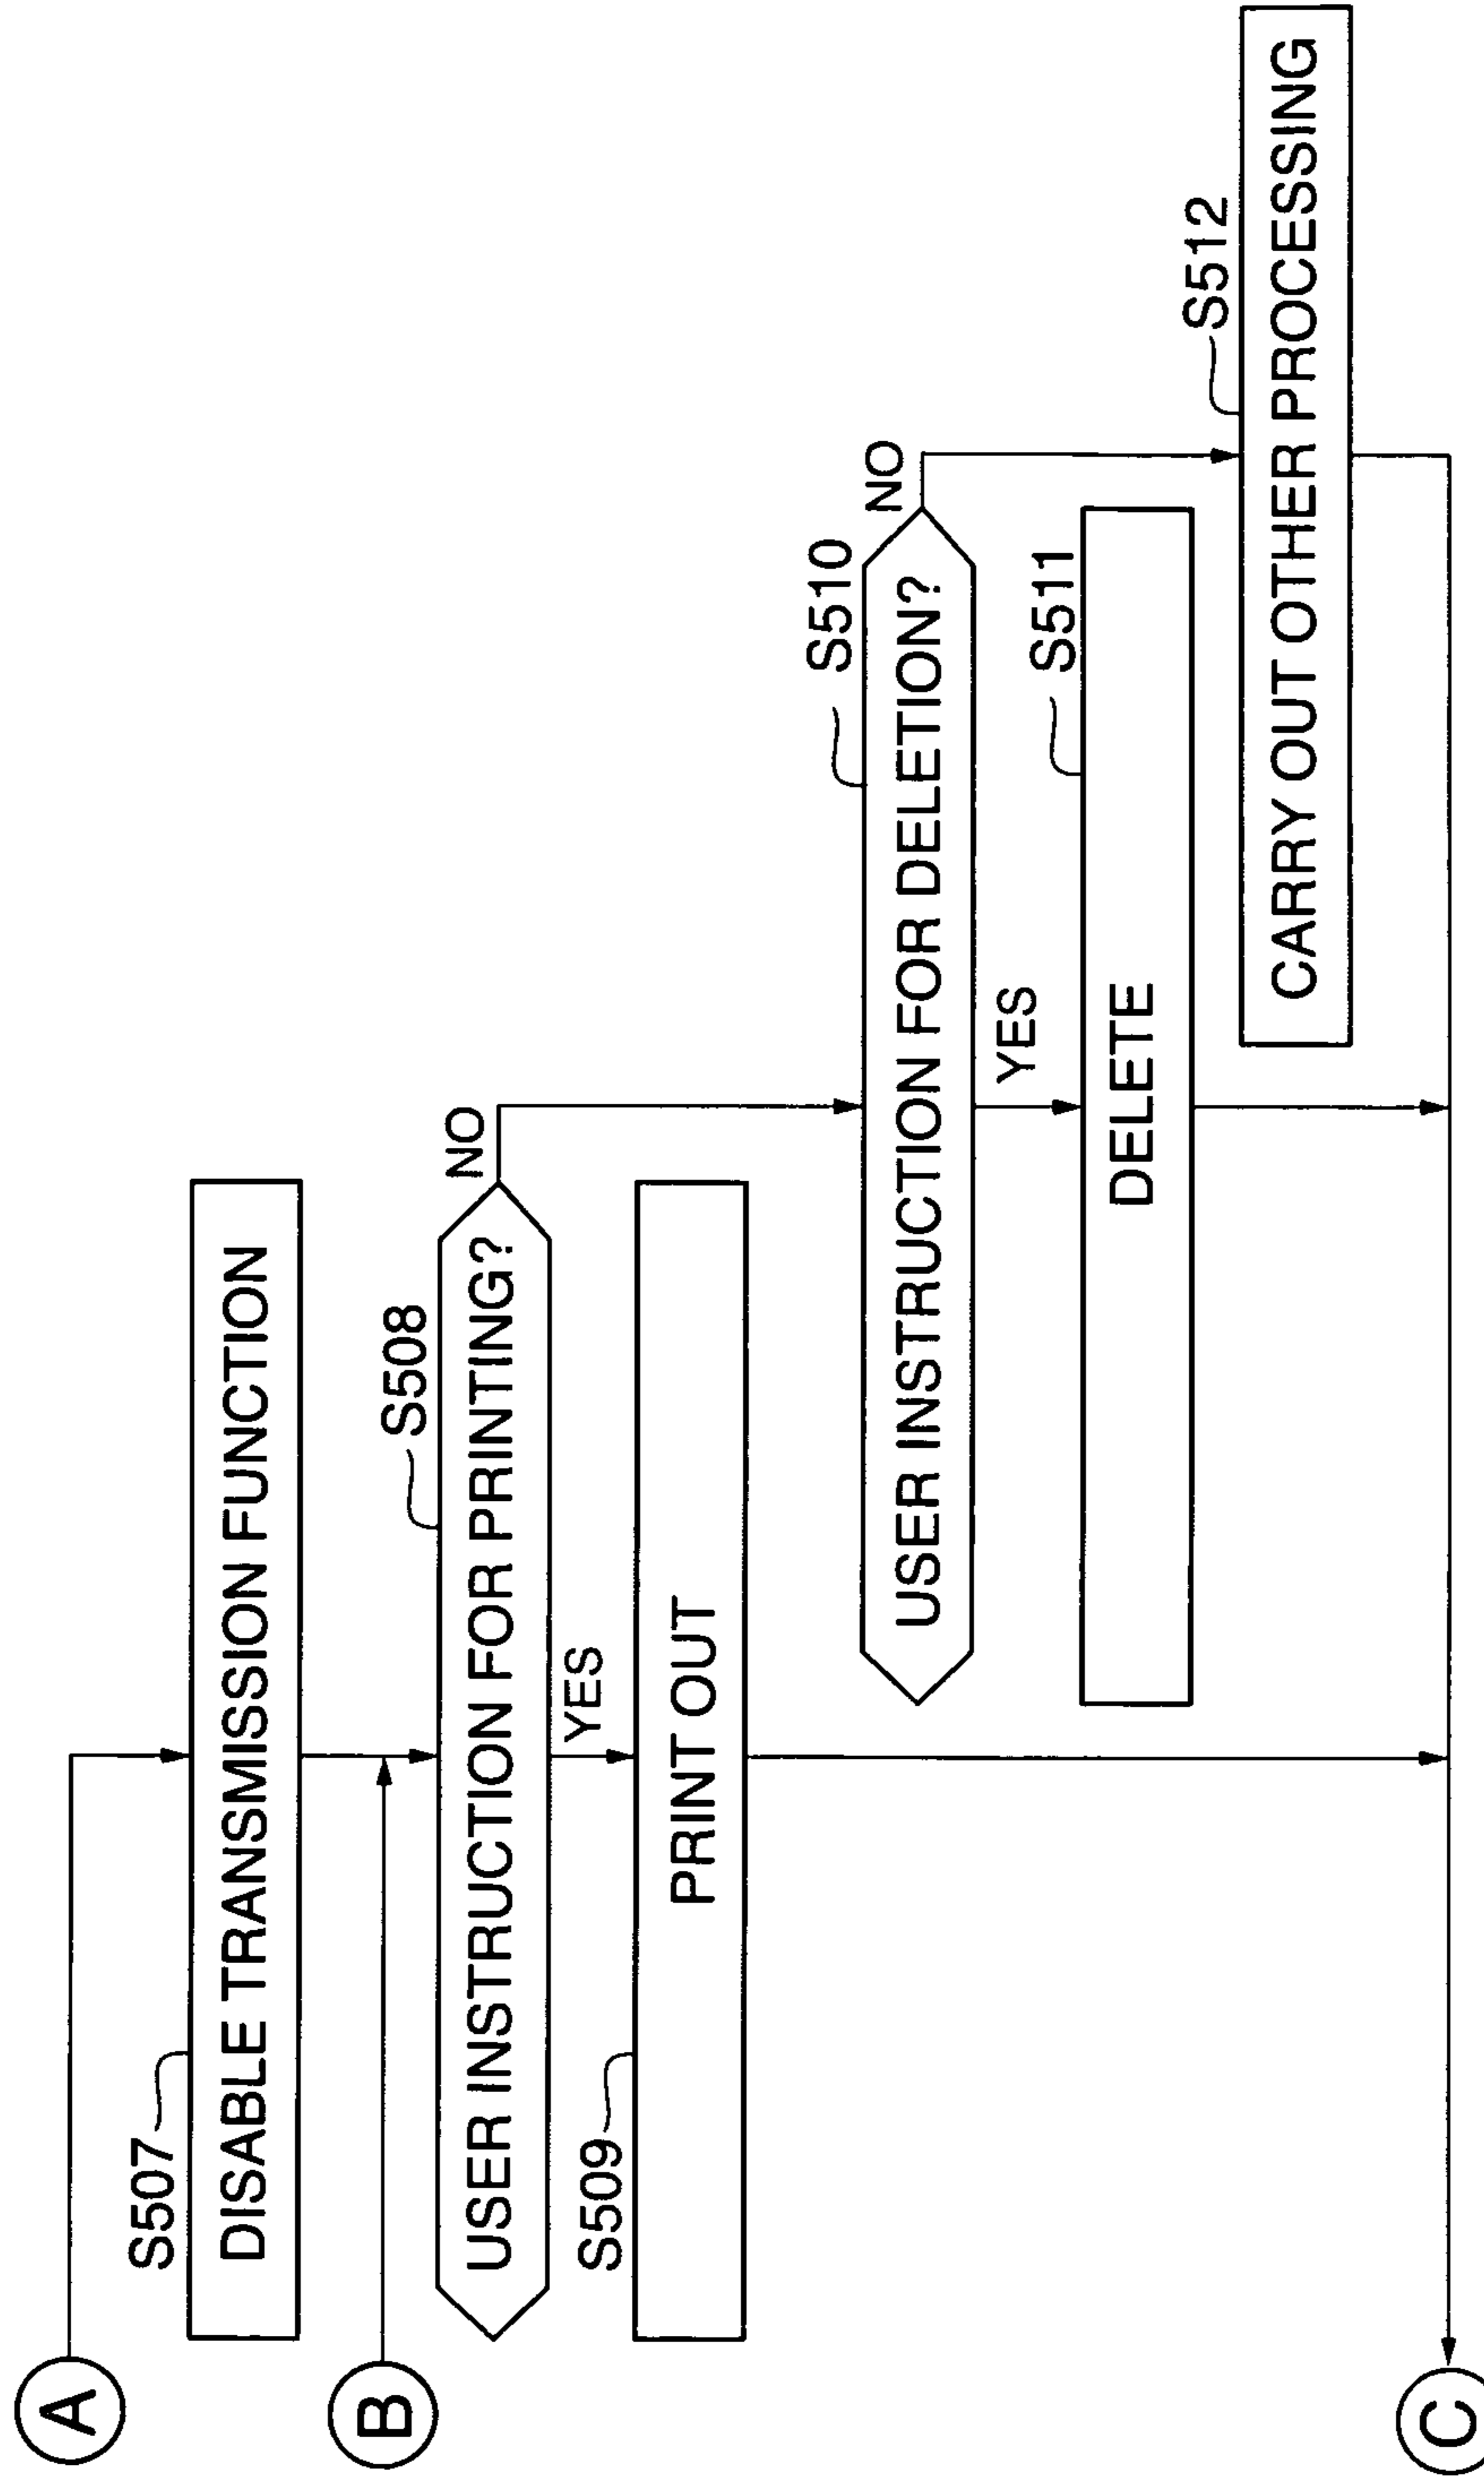 A
S507
DISABLE TRANSMISSION FUNCTION
B
S508
USER INSTRUCTION FOR PRINTING?
NO
YES
S509
PRINT OUT
S510
USER INSTRUCTION FOR DELETION?
NO
YES
S511
DELETE
S512
CARRY OUT OTHER PROCESSING
C